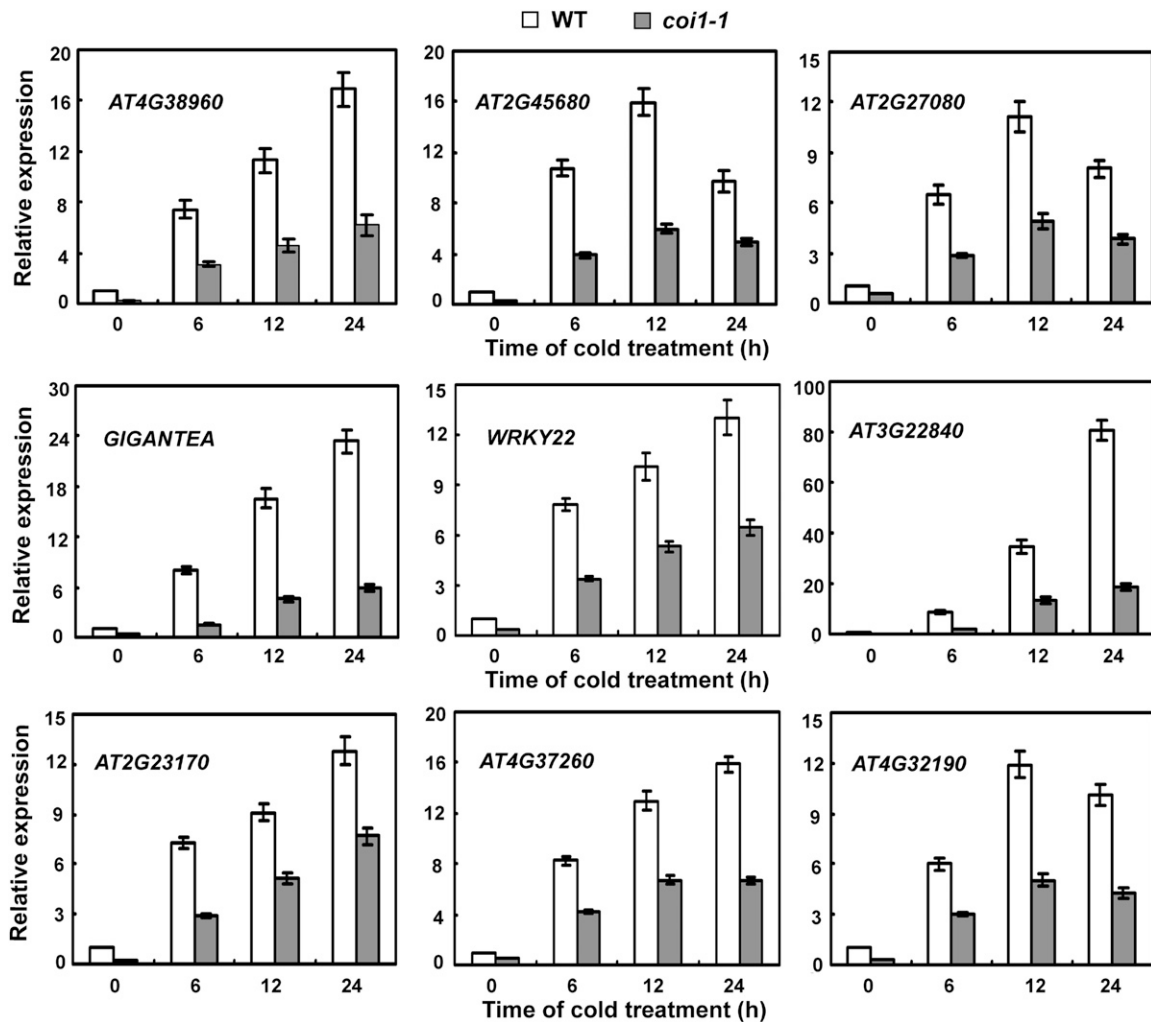 WT coi1-1
Relative expression
20
16
12
8
4
0
AT4G38960
0 6 12 24
20
16
12
8
4
0
AT2G45680
0 6 12 24
15
12
9
6
3
0
AT2G27080
0 6 12 24
Time of cold treatment (h)
Relative expression
30
24
18
12
6
0
GIGANTEA
0 6 12 24
15
12
9
6
3
0
WRKY22
0 6 12 24
100
80
60
40
20
0
AT3G22840
0 6 12 24
Time of cold treatment (h)
Relative expression
15
12
9
6
3
0
AT2G23170
0 6 12 24
20
16
12
8
4
0
AT4G37260
0 6 12 24
15
12
9
6
3
0
AT4G32190
0 6 12 24
Time of cold treatment (h)